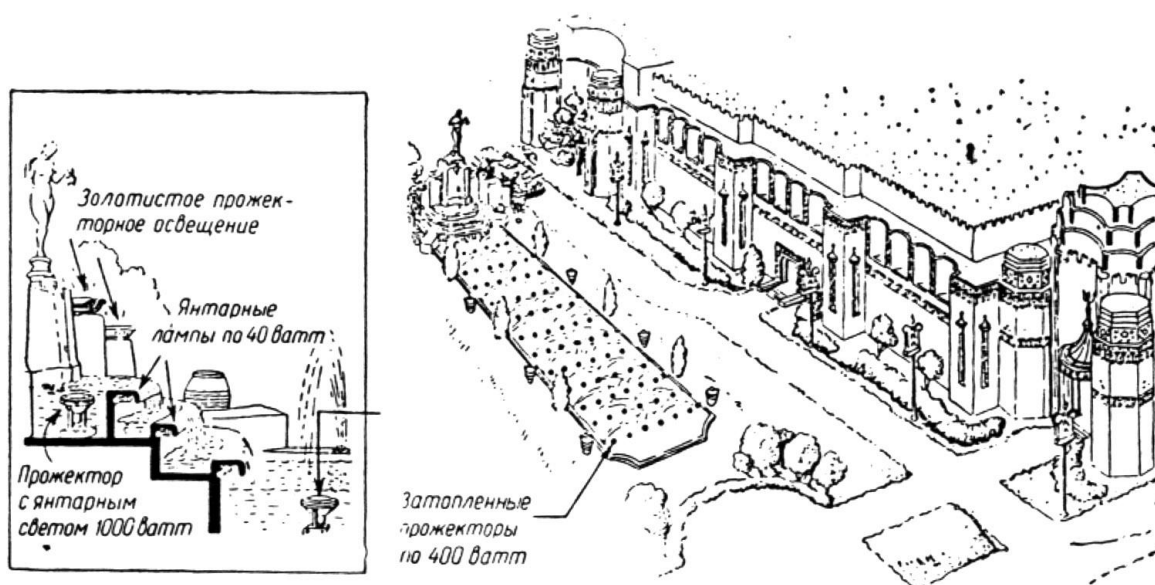 Золотистое прожек-
торное освещение
Янтарные
лампы по 40 ватт
Прожектор
с янтарным
светом 1000 ватт
Затопленные
прожекторы
по 400 ватт